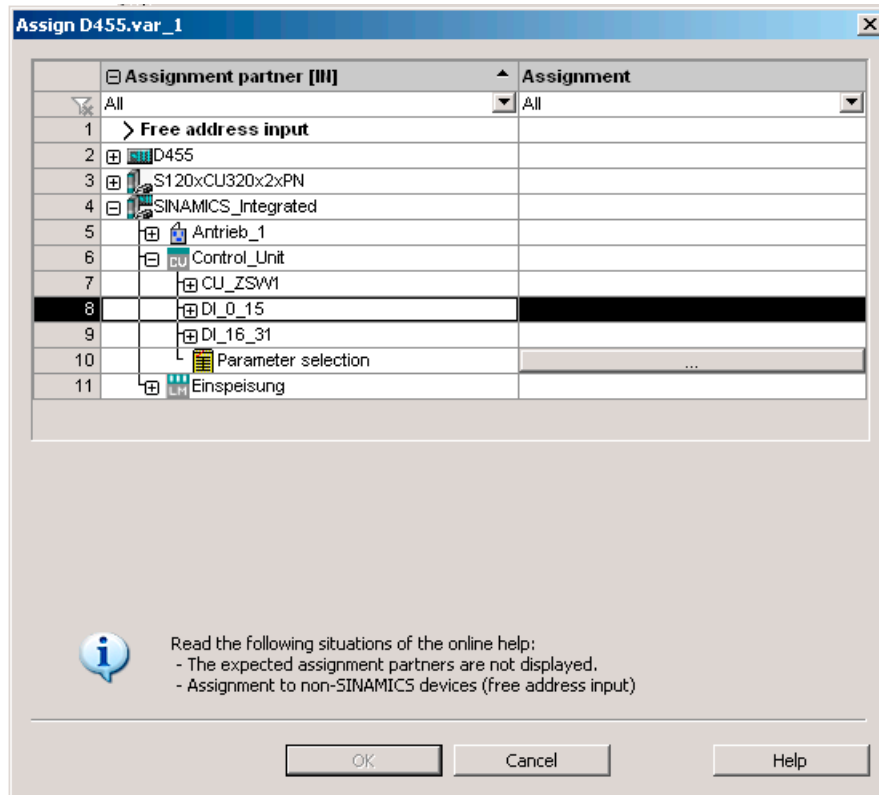 Assign D455.var_1
Assignment partner [IN] Assignment
All All
1 Free address input
2 D455
3 S120xCU320x2xPN
4 SINAMICS_Integrated
5 Antrieb_1
6 CU Control_Unit
7 CU_ZSW1
8 DI_0_15
9 DI_16_31
10 Parameter selection ...
11 LM Einspeisung
Read the following situations of the online help:
- The expected assignment partners are not displayed.
- Assignment to non-SINAMICS devices (free address input)
OK Cancel Help